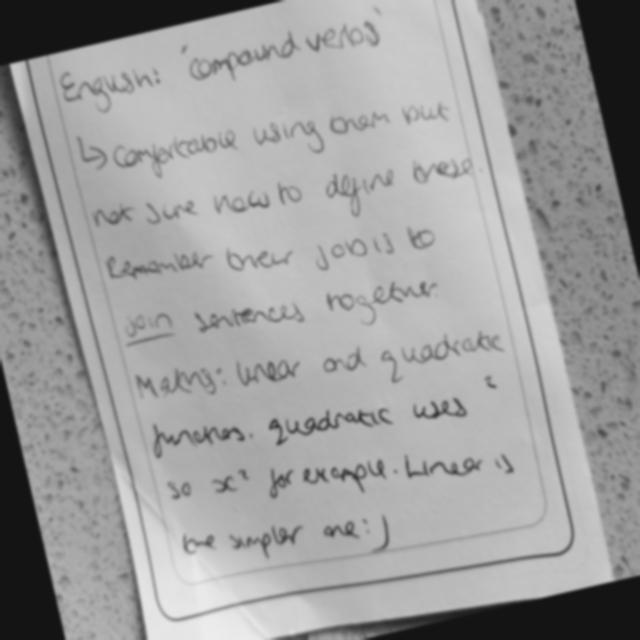 English: 'compound verbs'
↳ comfortable using them but
not sure how to define these.
Remember their job is to
join sentences together.
Maths: linear and quadratic
functions. quadratic uses ²
so x² for example. Linear is
the simpler one :)